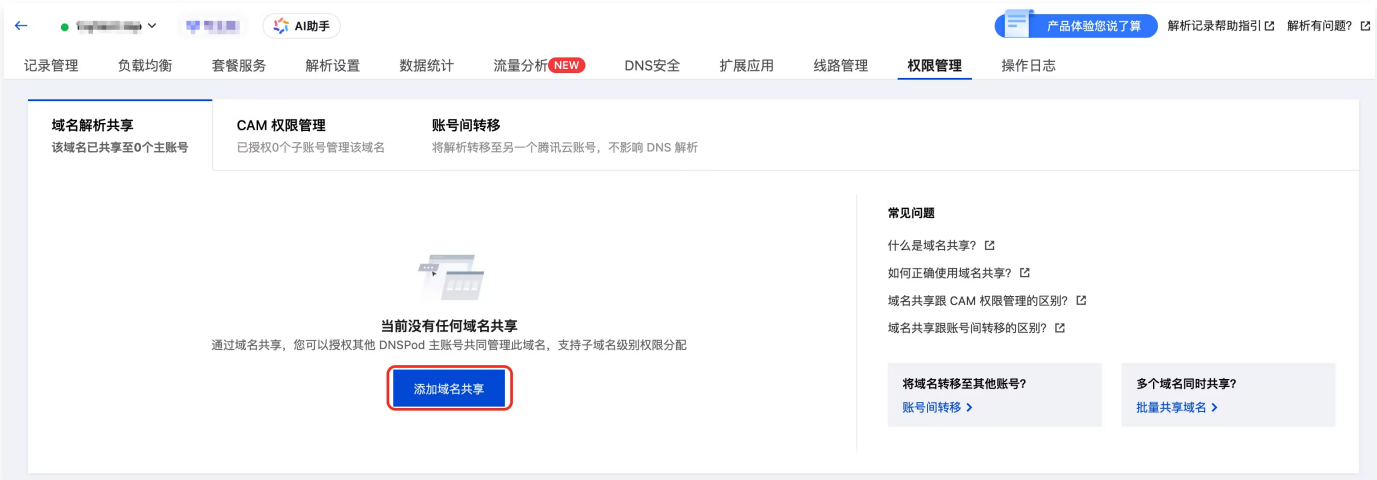 AI助手
产品体验您说了算
解析记录帮助指引
解析有问题?
记录管理 负载均衡 套餐服务 解析设置 数据统计 流量分析 NEW DNS安全 扩展应用 线路管理 权限管理 操作日志
域名解析共享 CAM 权限管理 账号间转移
该域名已共享至0个主账号 已授权0个子账号管理该域名 将解析转移至另一个腾讯云账号，不影响 DNS 解析
当前没有任何域名共享
通过域名共享，您可以授权其他 DNSPod 主账号共同管理此域名，支持子域名级别权限分配
添加域名共享
常见问题
什么是域名共享?
如何正确使用域名共享?
域名共享跟 CAM 权限管理的区别?
域名共享跟账号间转移的区别?
将域名转移至其他账号?
账号间转移
多个域名同时共享?
批量共享域名